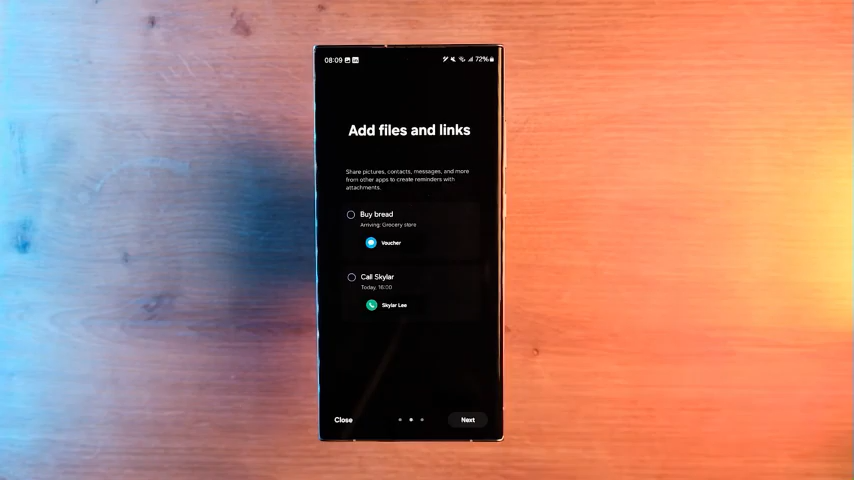 08:09
72%
Add files and links
Share pictures, contacts, messages, and more
from other apps to create reminders with
attachments.
Buy bread
Arriving: Grocery store
Voucher
Call Skylar
Today, 16:00
Skylar Lee
Close
Next